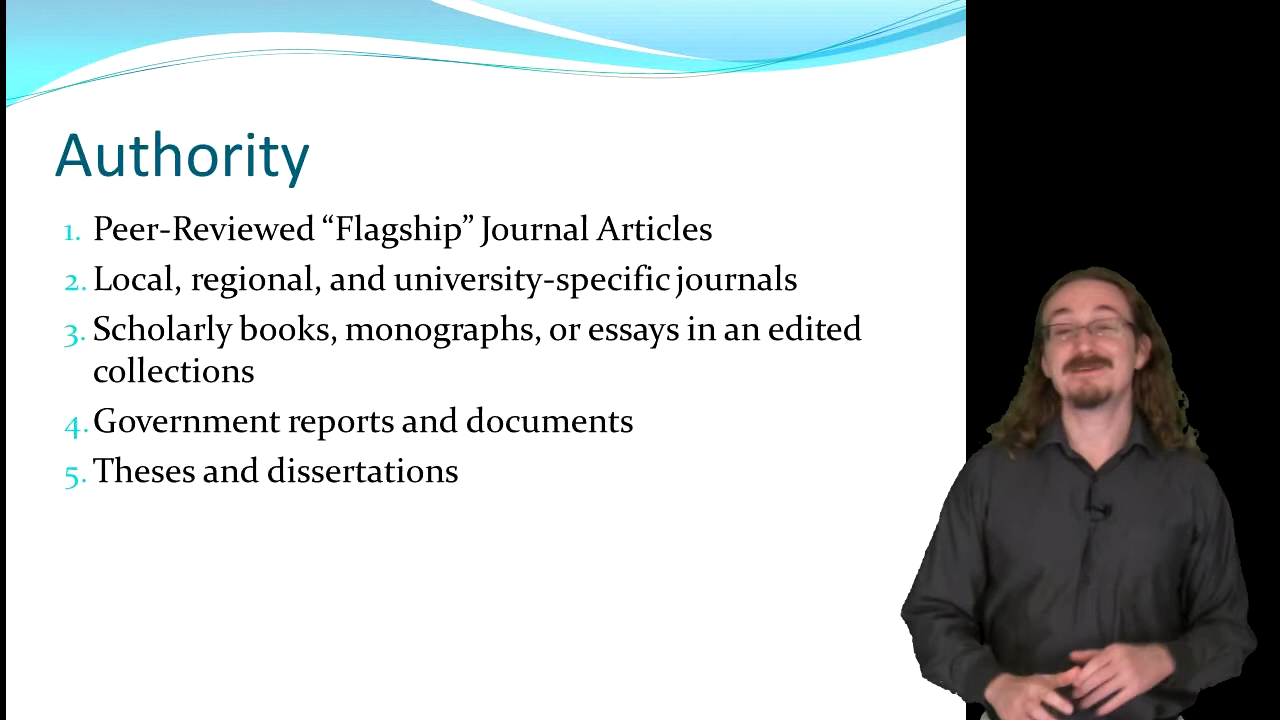 Authority
1. Peer-Reviewed “Flagship” Journal Articles
2. Local, regional, and university-specific journals
3. Scholarly books, monographs, or essays in an edited
collections
4. Government reports and documents
5. Theses and dissertations